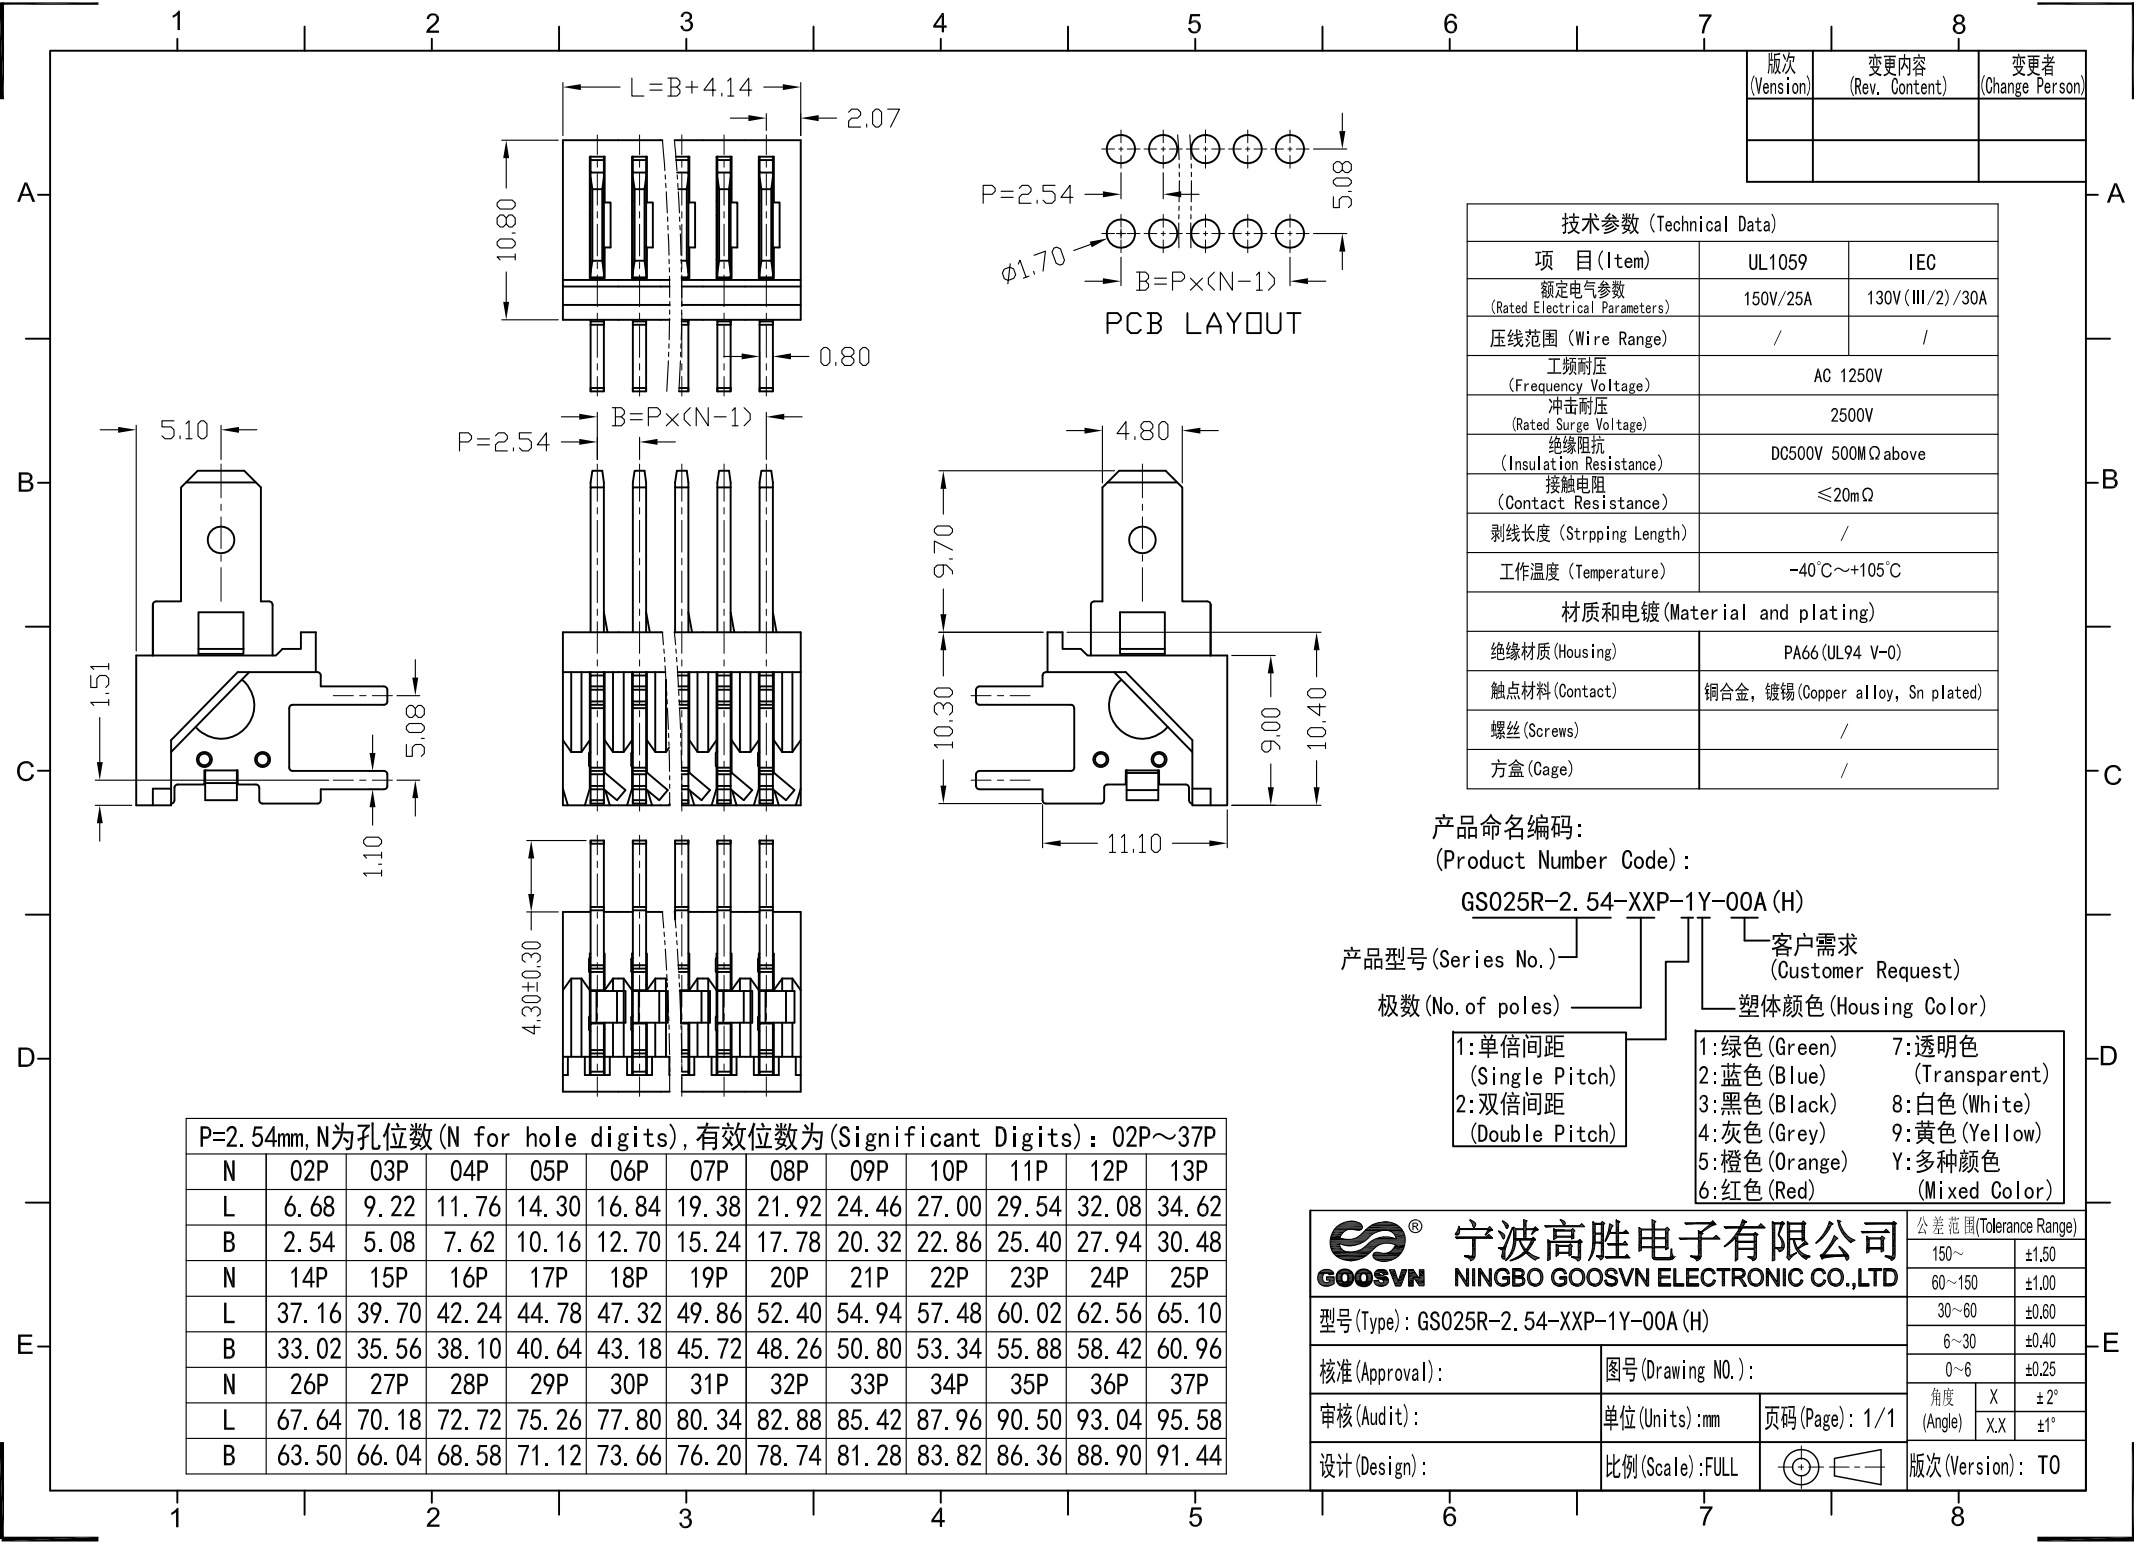 1 2 3 4 5 6 7 8
版次 变更内容 变更者
(Vension) (Rev. Content) (Change Person)
A
B
C
D
E
L=B+4.14
2.07
10.80
0.80
B=Px(N-1)
P=2.54
P=2.54
5.08
ø1.70
B=Px(N-1)
PCB LAYOUT
5.10
1.51
5.08
1.10
4.80
9.70
10.30
9.00
10.40
11.10
4.30±0.30
技术参数 (Technical Data)
项 目(Item) UL1059 IEC
额定电气参数
(Rated Electrical Parameters) 150V/25A 130V(Ⅲ/2)/30A
压线范围 (Wire Range) / /
工频耐压
(Frequency Voltage) AC 1250V
冲击耐压
(Rated Surge Voltage) 2500V
绝缘阻抗
(Insulation Resistance) DC500V 500MΩabove
接触电阻
(Contact Resistance) ≤20mΩ
剥线长度 (Strpping Length) /
工作温度 (Temperature) -40℃～+105℃
材质和电镀(Material and plating)
绝缘材质(Housing) PA66(UL94 V-0)
触点材料(Contact) 铜合金, 镀锡(Copper alloy, Sn plated)
螺丝(Screws) /
方盒(Cage) /
产品命名编码:
(Product Number Code):
GS025R-2.54-XXP-1Y-00A(H)
产品型号(Series No.)
客户需求
(Customer Request)
极数(No.of poles)
塑体颜色(Housing Color)
1:单倍间距
(Single Pitch)
2:双倍间距
(Double Pitch)
1:绿色(Green) 7:透明色
2:蓝色(Blue) (Transparent)
3:黑色(Black) 8:白色(White)
4:灰色(Grey) 9:黄色(Yellow)
5:橙色(Orange) Y:多种颜色
6:红色(Red) (Mixed Color)
P=2.54mm,N为孔位数(N for hole digits),有效位数为(Significant Digits): 02P～37P
N 02P 03P 04P 05P 06P 07P 08P 09P 10P 11P 12P 13P
L 6.68 9.22 11.76 14.30 16.84 19.38 21.92 24.46 27.00 29.54 32.08 34.62
B 2.54 5.08 7.62 10.16 12.70 15.24 17.78 20.32 22.86 25.40 27.94 30.48
N 14P 15P 16P 17P 18P 19P 20P 21P 22P 23P 24P 25P
L 37.16 39.70 42.24 44.78 47.32 49.86 52.40 54.94 57.48 60.02 62.56 65.10
B 33.02 35.56 38.10 40.64 43.18 45.72 48.26 50.80 53.34 55.88 58.42 60.96
N 26P 27P 28P 29P 30P 31P 32P 33P 34P 35P 36P 37P
L 67.64 70.18 72.72 75.26 77.80 80.34 82.88 85.42 87.96 90.50 93.04 95.58
B 63.50 66.04 68.58 71.12 73.66 76.20 78.74 81.28 83.82 86.36 88.90 91.44
GOOSVN ®
宁波高胜电子有限公司
NINGBO GOOSVN ELECTRONIC CO.,LTD
型号(Type): GS025R-2.54-XXP-1Y-00A(H)
核准(Approval): 图号(Drawing NO.):
审核(Audit): 单位(Units):mm 页码(Page): 1/1
设计(Design): 比例(Scale):FULL
公差范围(Tolerance Range)
150～ ±1.50
60～150 ±1.00
30～60 ±0.60
6～30 ±0.40
0～6 ±0.25
角度 X ±2°
(Angle) X.X ±1°
版次(Version): T0
A
B
C
D
E
1 2 3 4 5 6 7 8